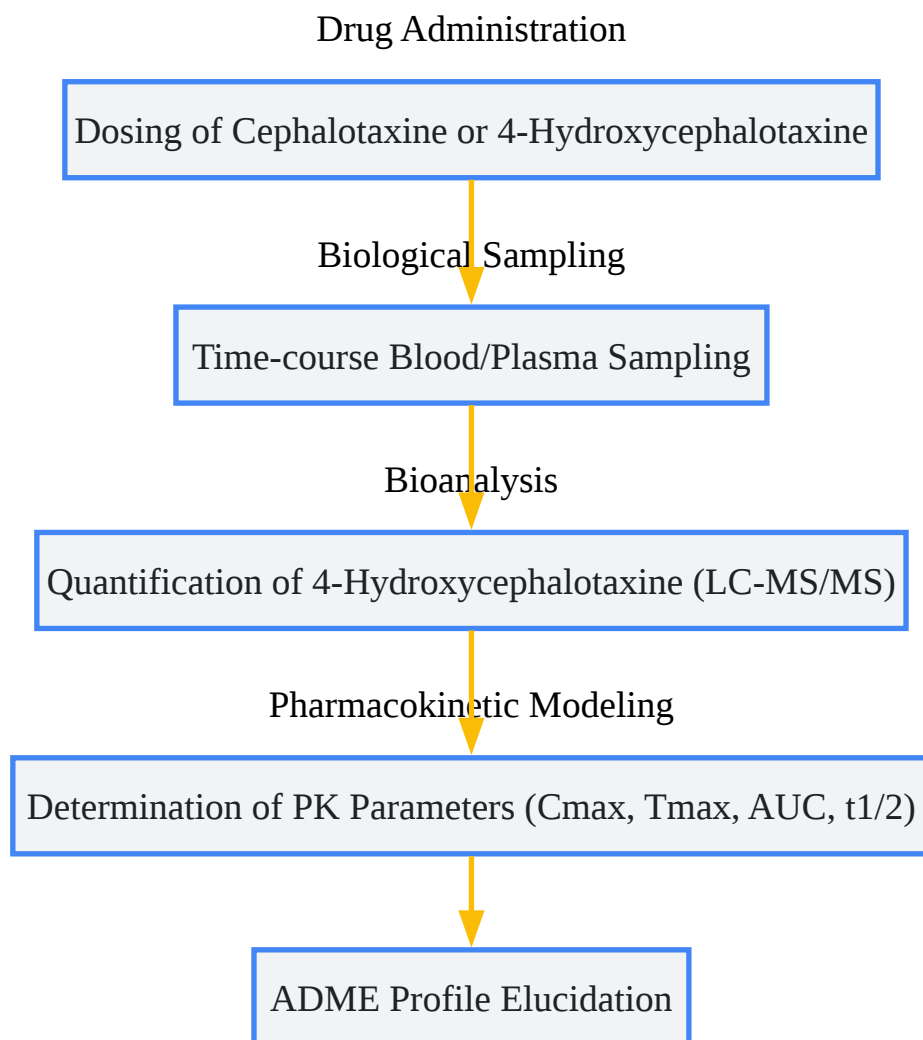 Drug Administration
Dosing of Cephalotaxine or 4-Hydroxycephalotaxine
Biological Sampling
Time-course Blood/Plasma Sampling
Bioanalysis
Quantification of 4-Hydroxycephalotaxine (LC-MS/MS)
Pharmacokinetic Modeling
Determination of PK Parameters (Cmax, Tmax, AUC, t1/2)
ADME Profile Elucidation